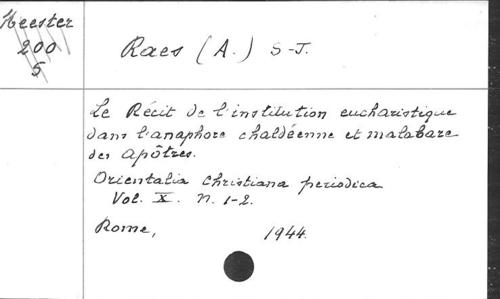 Meester
200
5
Raes (A.) S-J.
Le Récit de l'institution eucharistique
dans l'anaphore chaldéenne et malabare
des Apôtres.
Orientalia Christiana periodica
Vol. X. N. 1-2.
Rome, 1944.